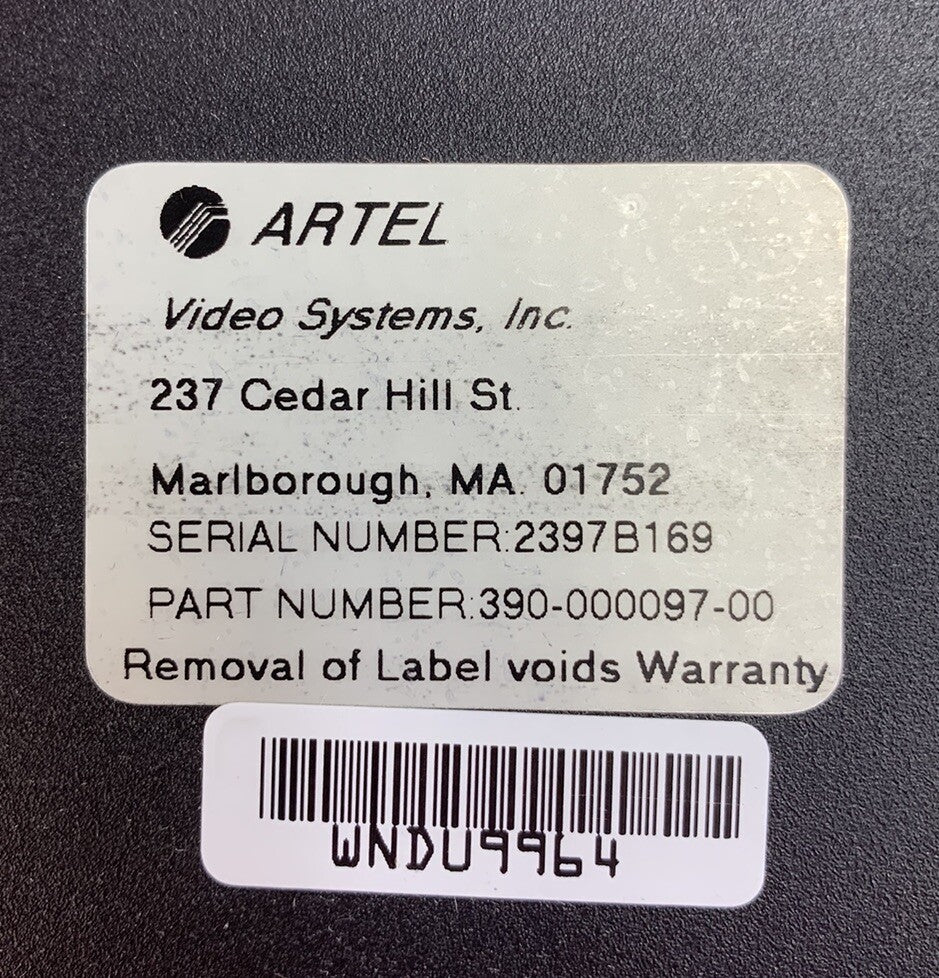 ARTEL
Video Systems, Inc.
237 Cedar Hill St.
Marlborough, MA. 01752
SERIAL NUMBER:2397B169
PART NUMBER:390-000097-00
Removal of Label voids Warranty
WNDU9964